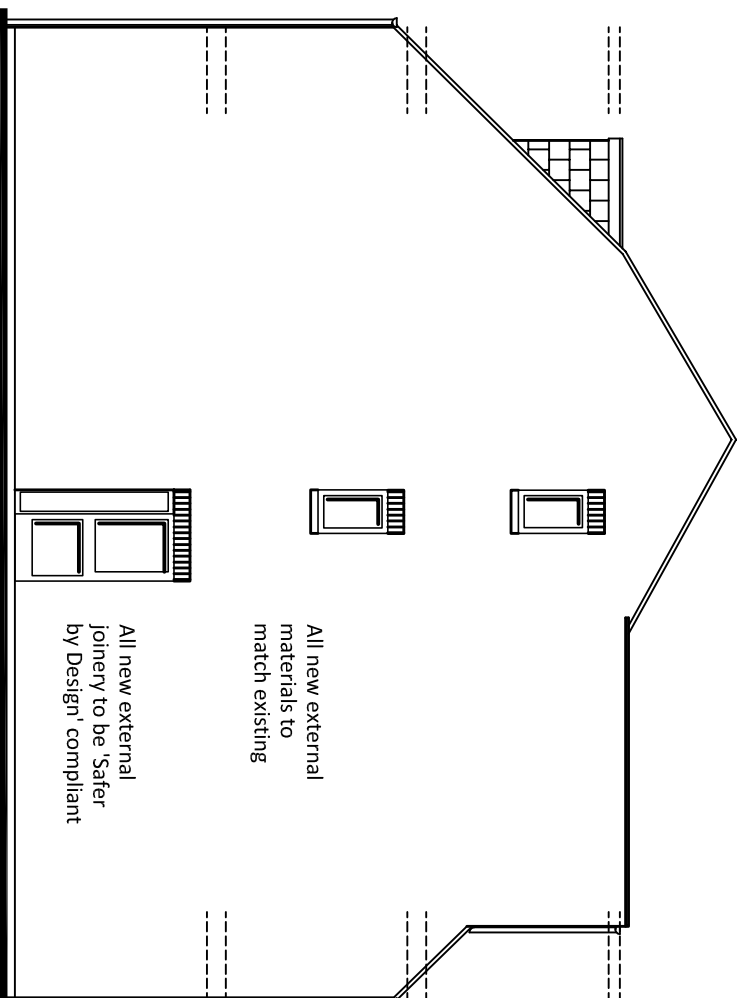 All new external
materials to
match existing
All new external
joinery to be 'Safer
by Design' compliant